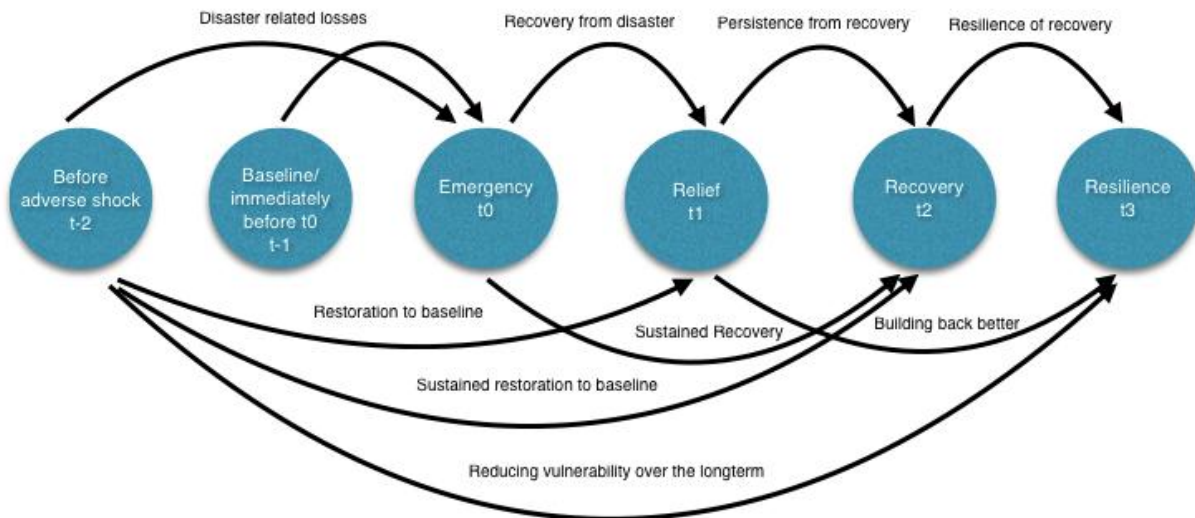 Disaster related losses
Recovery from disaster
Persistence from recovery
Resilience of recovery
Before
adverse shock
t-2
Baseline/
immediately
before t0
t-1
Emergency
t0
Relief
t1
Recovery
t2
Resilience
t3
Restoration to baseline
Sustained Recovery
Building back better
Sustained restoration to baseline
Reducing vulnerability over the longterm